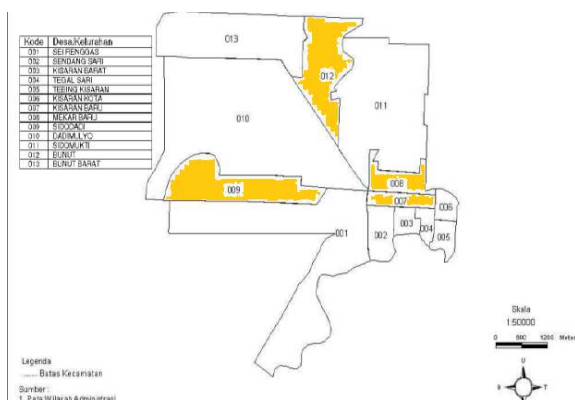 Kode Desa/Kelurahan
001 SEI RENGGAS
002 SENDANG SARI
003 KISARAN BARAT
004 TEGAL SARI
005 TEBING KISARAN
006 KISARAN KOTA
007 KISARAN BARU
008 MEKAR BARU
009 SIDODADI
010 DADIMULYO
011 SIDOMUKTI
012 BUNUT
013 BUNUT BARAT
013
012
011
010
009
008
007
006
001
002
003
004
005
Skala
1:50000
0 600 1200 Meter
U
B T
Legenda
Batas Kecamatan
Sumber :
1. Peta Wilayah Administrasi